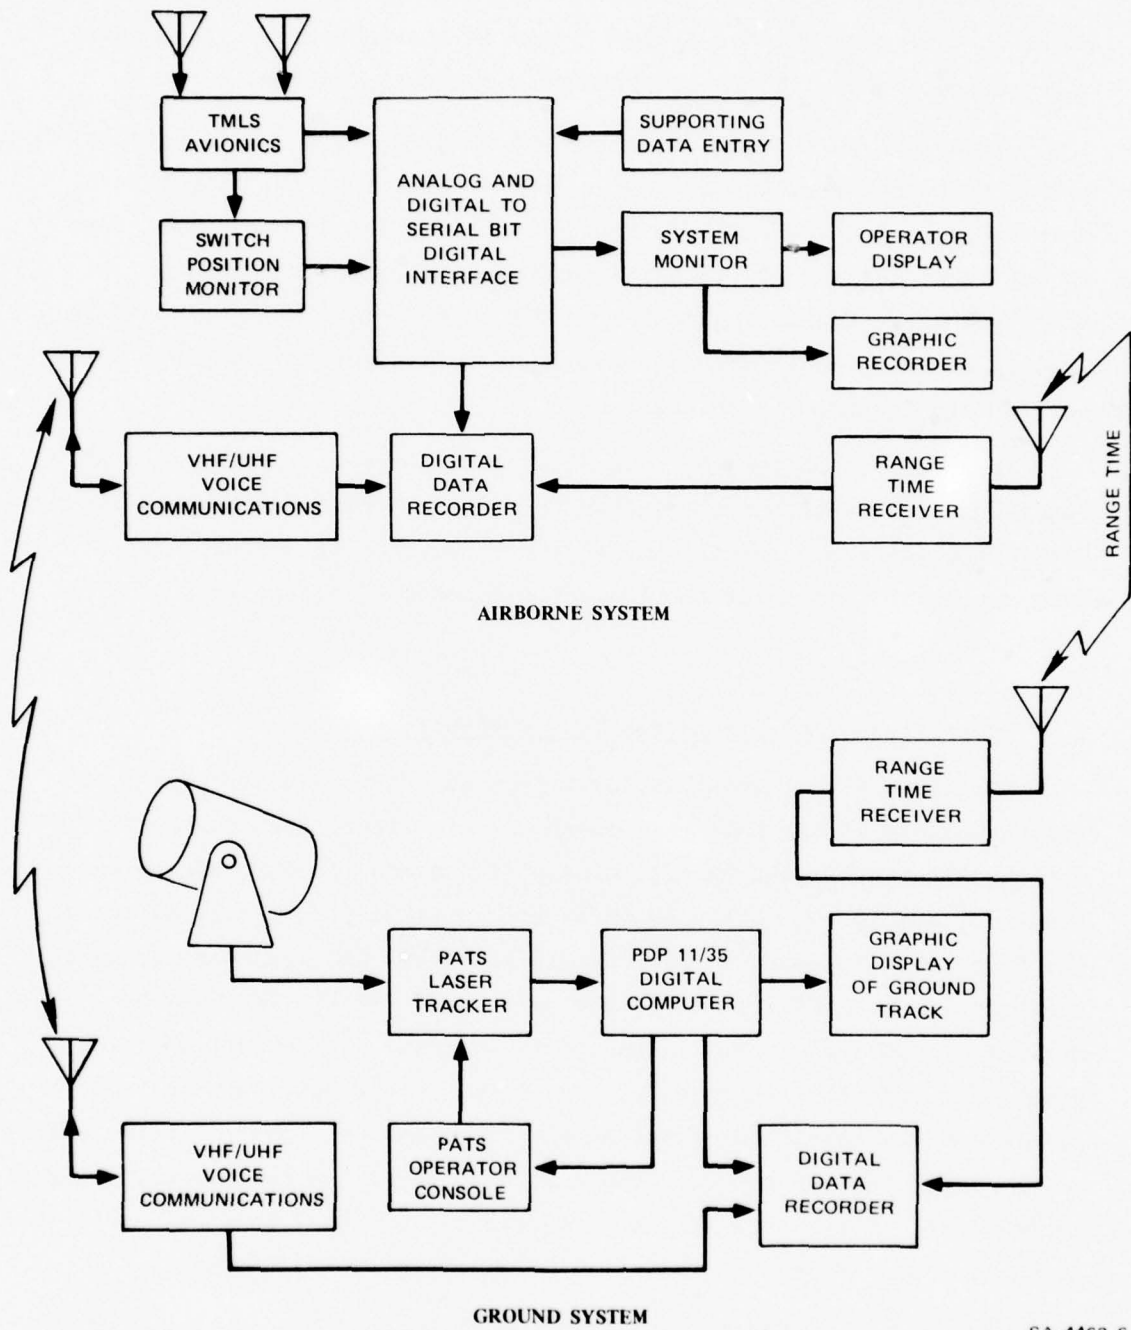 TMLS
AVIONICS
SUPPORTING
DATA ENTRY
ANALOG AND
DIGITAL TO
SERIAL BIT
DIGITAL
INTERFACE
SWITCH
POSITION
MONITOR
SYSTEM
MONITOR
OPERATOR
DISPLAY
GRAPHIC
RECORDER
VHF/UHF
VOICE
COMMUNICATIONS
DIGITAL
DATA
RECORDER
RANGE
TIME
RECEIVER
RANGE TIME
AIRBORNE SYSTEM
RANGE
TIME
RECEIVER
PATS
LASER
TRACKER
PDP 11/35
DIGITAL
COMPUTER
GRAPHIC
DISPLAY
OF GROUND
TRACK
VHF/UHF
VOICE
COMMUNICATIONS
PATS
OPERATOR
CONSOLE
DIGITAL
DATA
RECORDER
GROUND SYSTEM